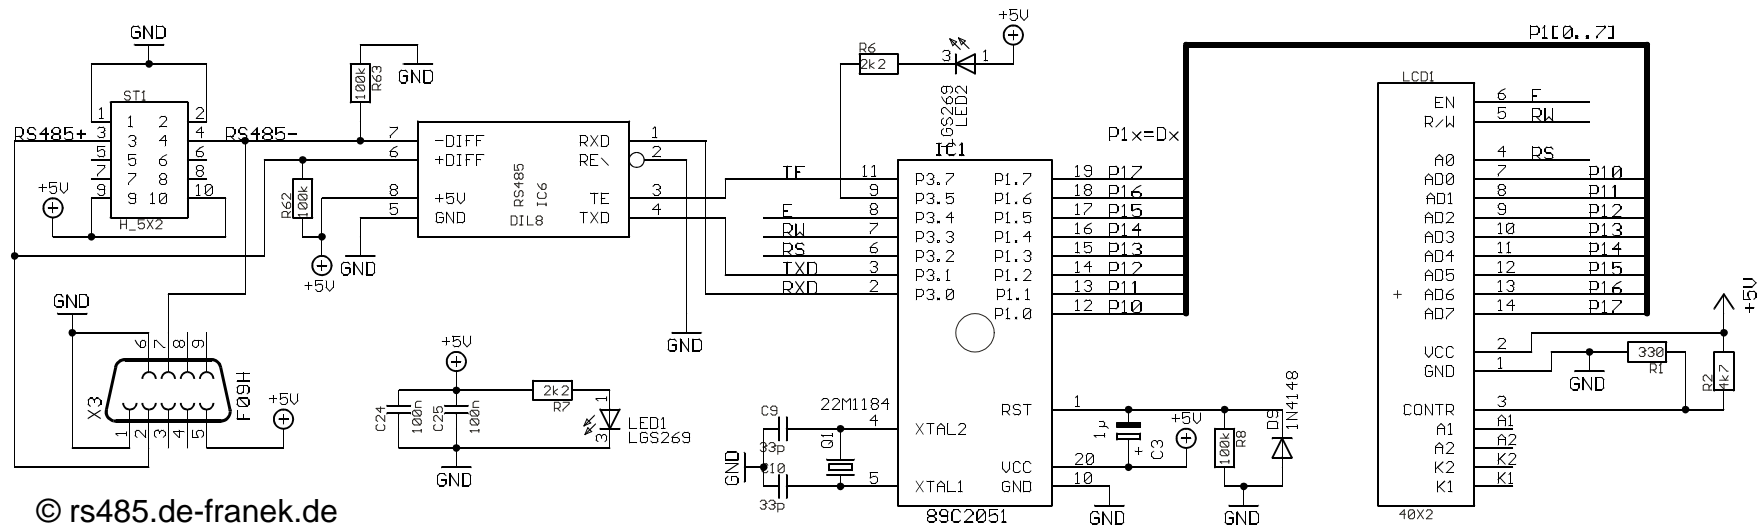 GND
ST1
1 1 2 2
RS485+ 3 3 4 4 RS485-
5 5 6 6
7 7 8 8
9 9 10 10
+5V
H_5X2
100k
R63
GND
7 -DIFF RXD 1
6 +DIFF RE\ 2
8 +5V TE 3
5 GND TXD 4
RS485
IC6
DIL8
R62
100k
+5V
GND
GND
GND
6 7 8 9
X3
F09H
1 2 3 4 5
+5V
+5V
C24
100n
C25
100n
2k2
R7
1
3
LED1
LGS269
GND
R6
2k2
3 1
+5V
LGS269
LED2
IC1
TE 11 P3.7 P1.7 19 P17
9 P3.5 P1.6 18 P16
E 8 P3.4 P1.5 17 P15
RW 7 P3.3 P1.4 16 P14
RS 6 P3.2 P1.3 15 P13
TXD 3 P3.1 P1.2 14 P12
RXD 2 P3.0 P1.1 13 P11
P1.0 12 P10
P1x=Dx
P1[0..7]
RST 1
22M1184
4 XTAL2
5 XTAL1
VCC 20
GND 10
89C2051
C9
33p
C10
33p
Q1
GND
1µ
+
C3
+5V
100k
R8
D9
1N4148
GND
GND
LCD1
EN 6 E
R/W 5 RW
A0 4 RS
AD0 7 P10
AD1 8 P11
AD2 9 P12
AD3 10 P13
AD4 11 P14
AD5 12 P15
+ AD6 13 P16
AD7 14 P17
VCC 2
GND 1
CONTR 3
A1 A1
A2 A2
K2 K2
K1 K1
40X2
GND
330
R1
R2
4k7
+5V
© rs485.de-franek.de